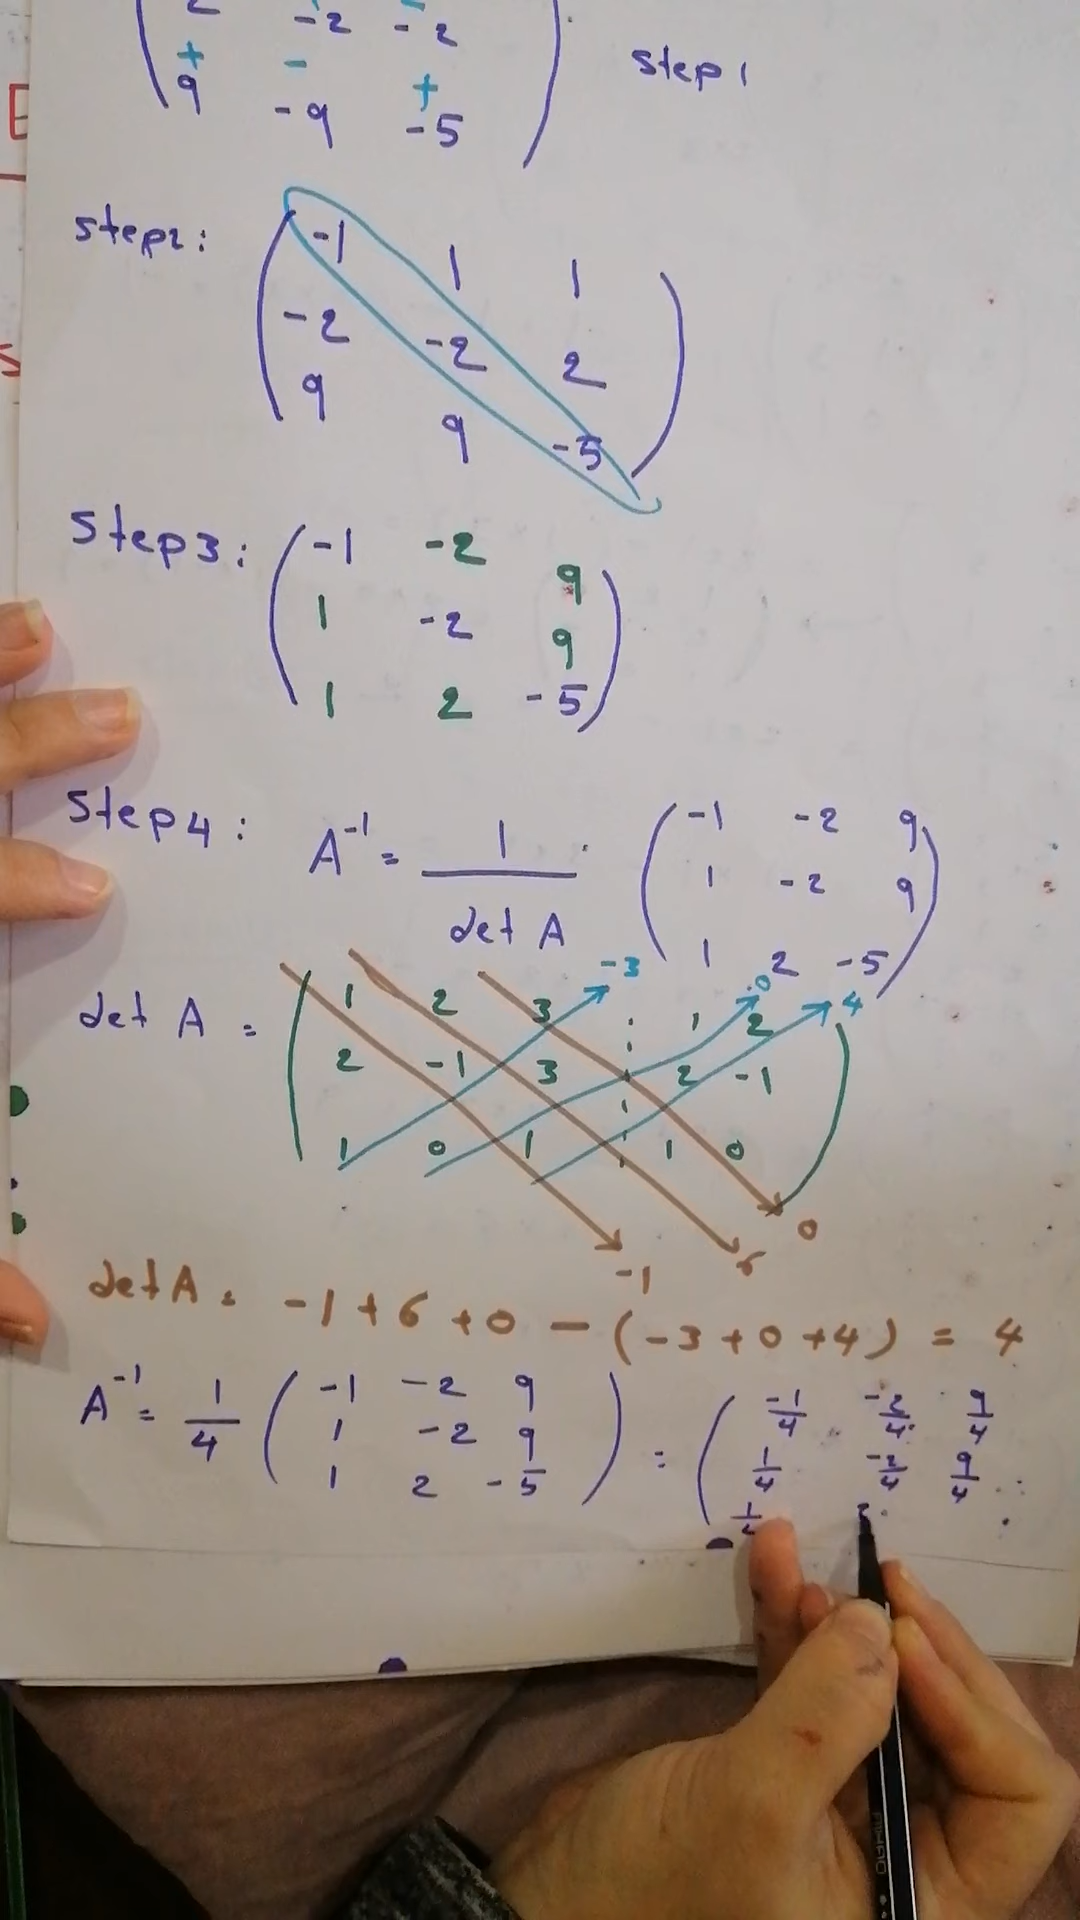 2 -2 -2
+ - +
9 -9 -5
step 1
step2:
-1 1 1
-2 -2 2
9 9 -5
Step3:
-1 -2 9
1 -2 9
1 2 -5
Step4: A⁻¹ = 1/det A · (-1 -2 9
1 -2 9
1 2 -5)
-3 0 4
det A = (1 2 3 ⋮ 1 2
2 -1 3 ⋮ 2 -1
1 0 1 ⋮ 1 0)
-1 6 0
det A = -1 + 6 + 0 - (-3 + 0 + 4) = 4
A⁻¹ = 1/4 (-1 -2 9
1 -2 9
1 2 -5) = (-1/4 -2/4 9/4
1/4 -2/4 9/4